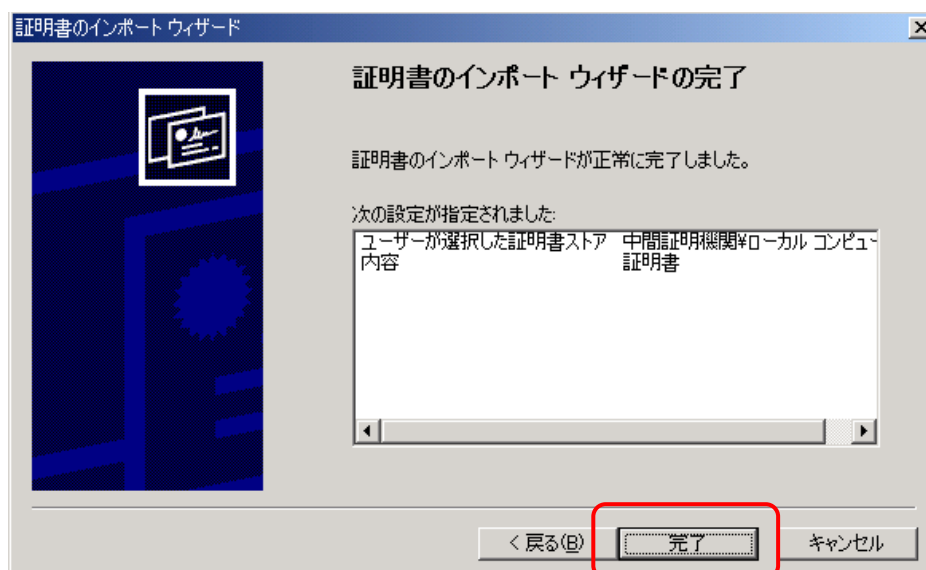 証明書のインポート ウィザード
証明書のインポート ウィザードの完了
証明書のインポート ウィザードが正常に完了しました。
次の設定が指定されました:
ユーザーが選択した証明書ストア 中間証明機関¥ローカル コンピュー
内容 証明書
< 戻る(B) 完了 キャンセル